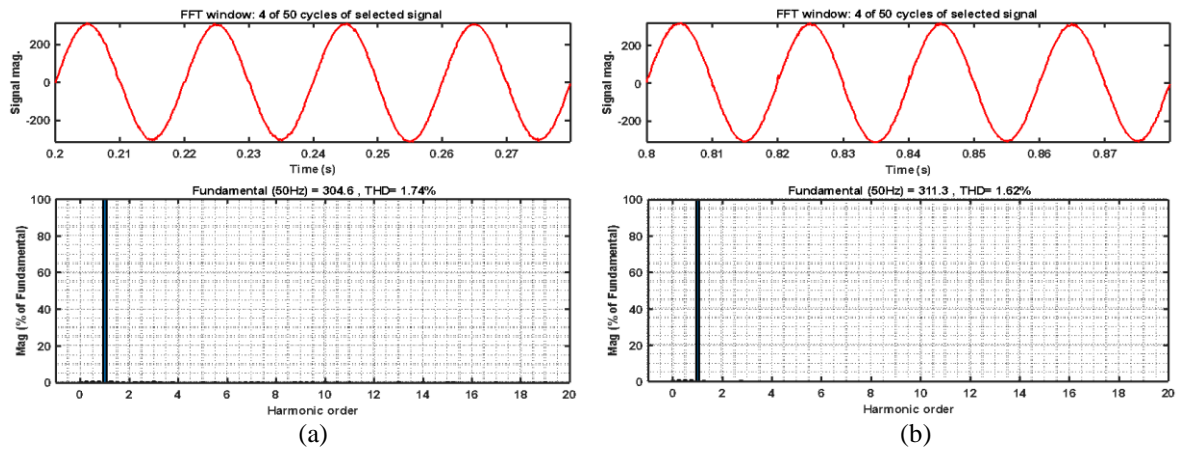 FFT window: 4 of 50 cycles of selected signal
Signal mag.
200
0
-200
0.2 0.21 0.22 0.23 0.24 0.25 0.26 0.27
Time (s)
Fundamental (50Hz) = 304.6 , THD= 1.74%
Mag (% of Fundamental)
100
80
60
40
20
0
0 2 4 6 8 10 12 14 16 18 20
Harmonic order
(a)
FFT window: 4 of 50 cycles of selected signal
Signal mag.
200
0
-200
0.8 0.81 0.82 0.83 0.84 0.85 0.86 0.87
Time (s)
Fundamental (50Hz) = 311.3 , THD= 1.62%
Mag (% of Fundamental)
100
80
60
40
20
0
0 2 4 6 8 10 12 14 16 18 20
Harmonic order
(b)